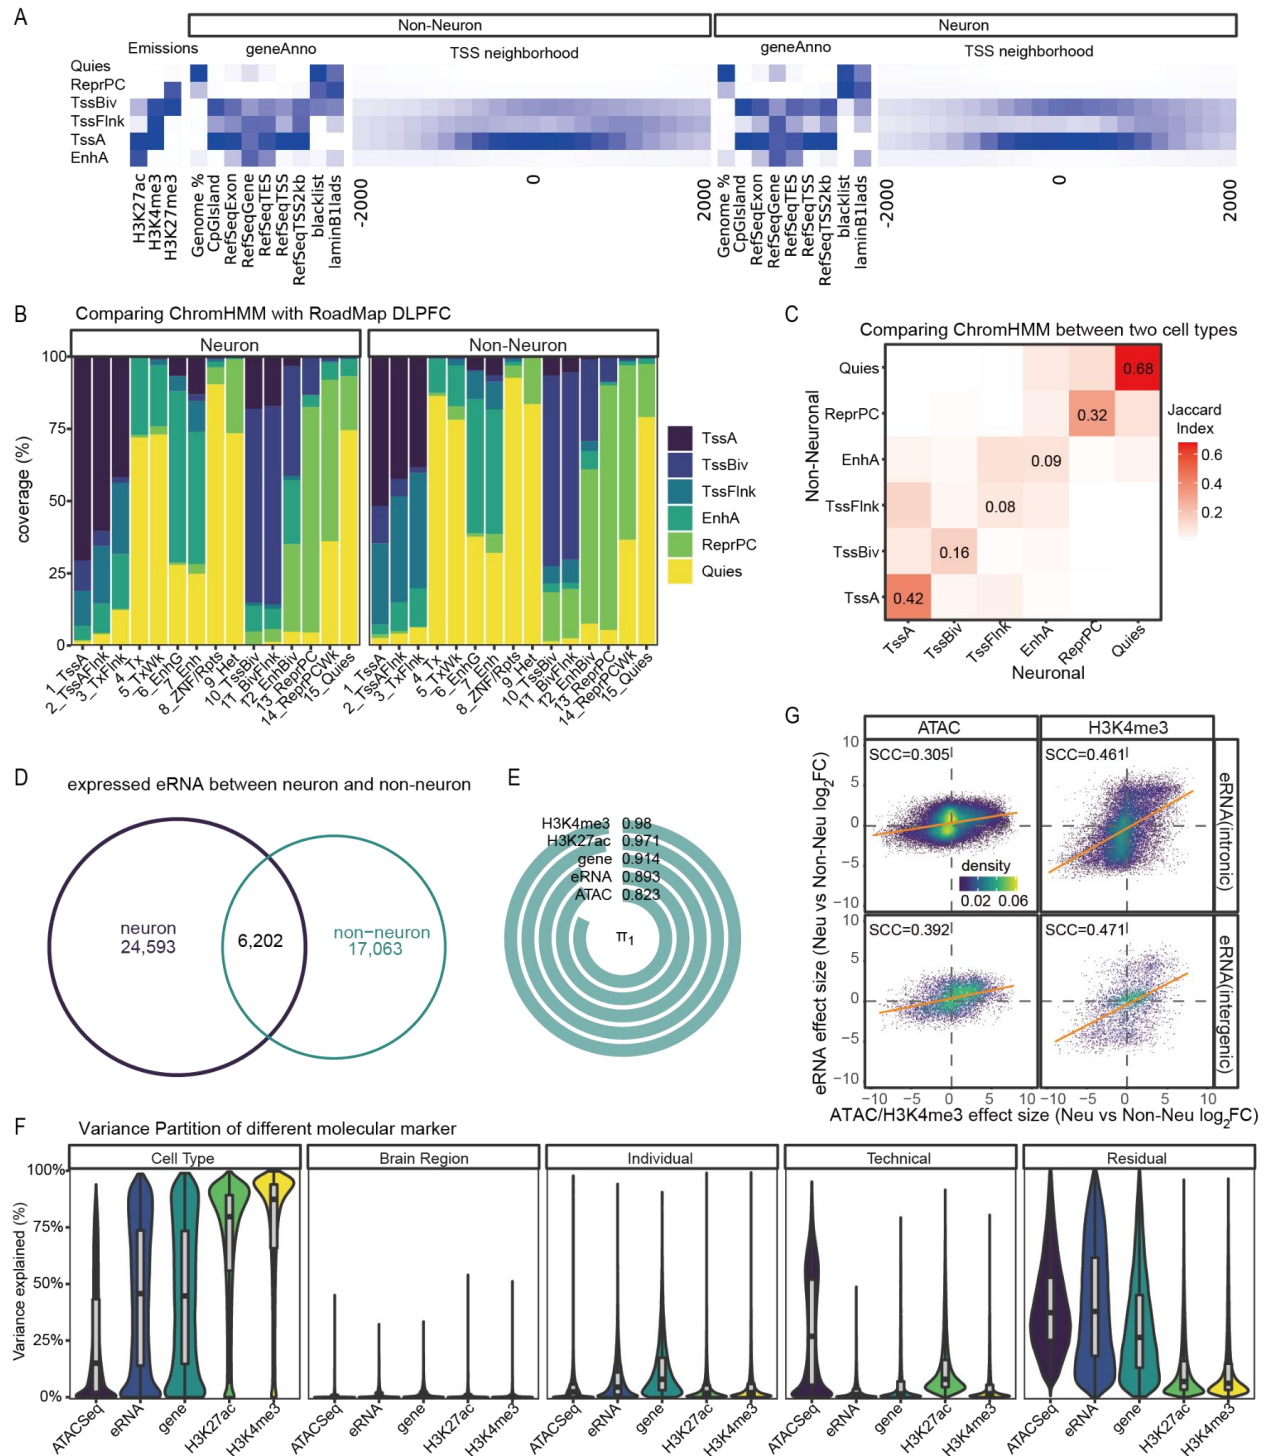 A
Non-Neuron
Neuron
Emissions
geneAnno
TSS neighborhood
geneAnno
TSS neighborhood
Quies
ReprPC
TssBiv
TssFlnk
TssA
EnhA
H3K27ac
H3K4me3
H3K27me3
Genome %
CpGIsland
RefSeqExon
RefSeqGene
RefSeqTES
RefSeqTSS
RefSeqTSS2kb
blacklist
laminB1lads
-2000
0
2000
Genome %
CpGIsland
RefSeqExon
RefSeqGene
RefSeqTES
RefSeqTSS
RefSeqTSS2kb
blacklist
laminB1lads
-2000
0
2000
B
Comparing ChromHMM with RoadMap DLPFC
Neuron
Non-Neuron
coverage (%)
100
75
50
25
0
1_TssA
2_TssAFlnk
3_TxFlnk
4_Tx
5_TxWk
6_EnhG
7_Enh
8_ZNF/Rpts
9_Het
10_TssBiv
11_BivFlnk
12_EnhBiv
13_ReprPC
14_ReprPCWk
15_Quies
1_TssA
2_TssAFlnk
3_TxFlnk
4_Tx
5_TxWk
6_EnhG
7_Enh
8_ZNF/Rpts
9_Het
10_TssBiv
11_BivFlnk
12_EnhBiv
13_ReprPC
14_ReprPCWk
15_Quies
TssA
TssBiv
TssFlnk
EnhA
ReprPC
Quies
C
Comparing ChromHMM between two cell types
Non-Neuronal
Quies
ReprPC
EnhA
TssFlnk
TssBiv
TssA
0.68
0.32
0.09
0.08
0.16
0.42
TssA
TssBiv
TssFlnk
EnhA
ReprPC
Quies
Neuronal
Jaccard
Index
0.6
0.4
0.2
D
expressed eRNA between neuron and non−neuron
neuron
24,593
6,202
non−neuron
17,063
E
H3K4me3 0.98
H3K27ac 0.971
gene 0.914
eRNA 0.893
ATAC 0.823
π1
G
ATAC
H3K4me3
eRNA effect size (Neu vs Non-Neu log2FC)
10
5
0
−5
−10
SCC=0.305
density
0.02 0.06
SCC=0.461
eRNA(intronic)
10
5
0
−5
−10
SCC=0.392
SCC=0.471
eRNA(intergenic)
−10 −5 0 5 10
−10 −5 0 5 10
ATAC/H3K4me3 effect size (Neu vs Non-Neu log2FC)
F
Variance Partition of different molecular marker
Cell Type
Brain Region
Individual
Technical
Residual
Variance explained (%)
100%
75%
50%
25%
0%
ATACSeq
eRNA
gene
H3K27ac
H3K4me3
ATACSeq
eRNA
gene
H3K27ac
H3K4me3
ATACSeq
eRNA
gene
H3K27ac
H3K4me3
ATACSeq
eRNA
gene
H3K27ac
H3K4me3
ATACSeq
eRNA
gene
H3K27ac
H3K4me3